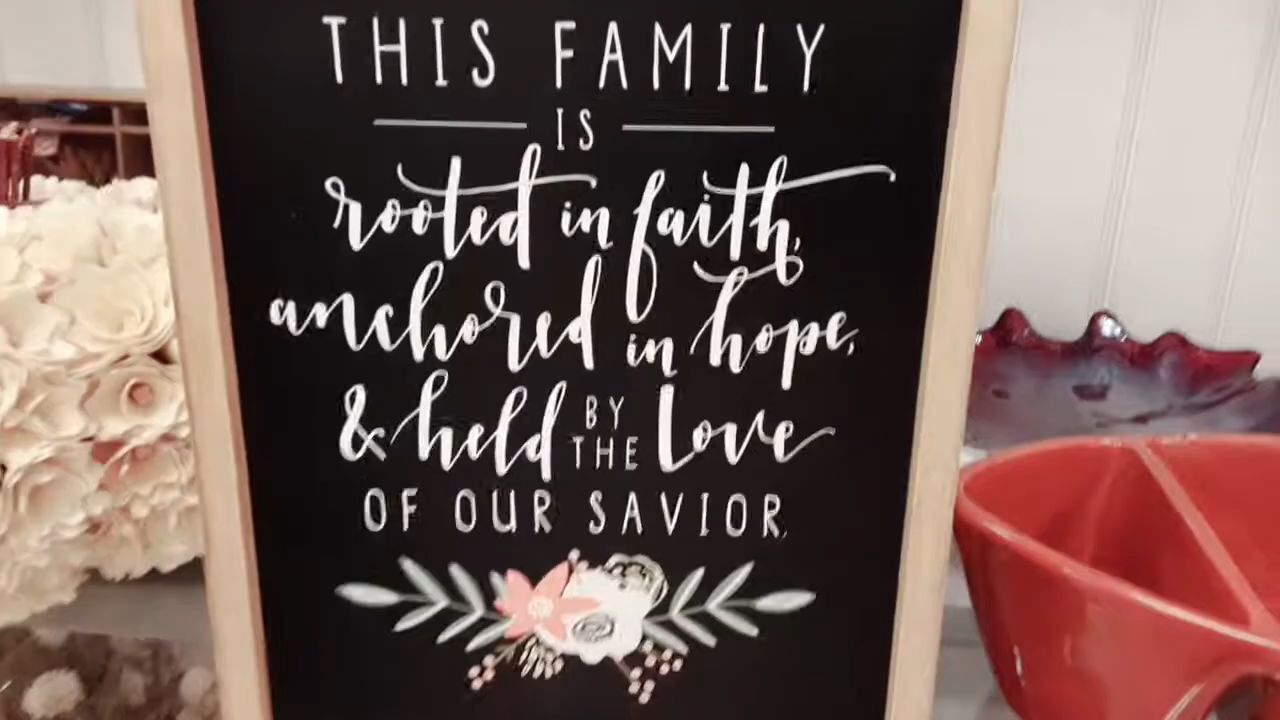 THIS FAMILY
IS
rooted in faith,
anchored in hope,
& held BY THE Love
OF OUR SAVIOR.